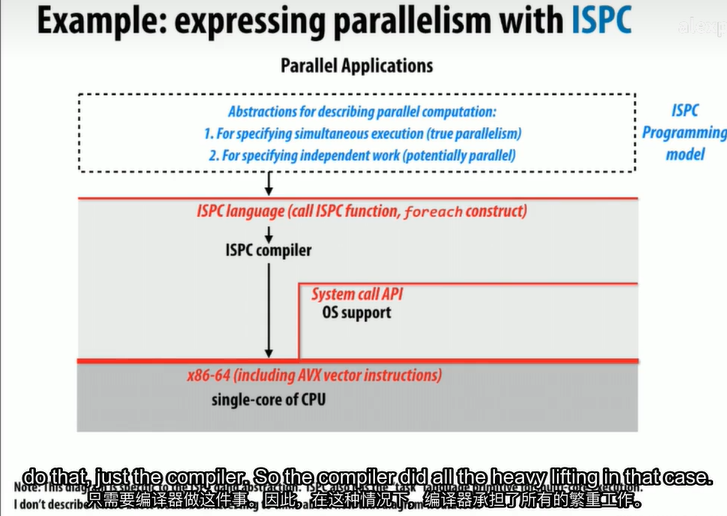 Example: expressing parallelism with ISPC
Parallel Applications
Abstractions for describing parallel computation:
1. For specifying simultaneous execution (true parallelism)
2. For specifying independent work (potentially parallel)
ISPC
Programming
model
ISPC language (call ISPC function, foreach construct)
ISPC compiler
System call API
OS support
x86-64 (including AVX vector instructions)
single-core of CPU
do that, just the compiler. So the compiler did all the heavy lifting in that case.
Note: This diagram is specific to the ISPC gang abstraction. ISPC also has the "task" language primitive for multi-core execution.
只需要编译器做这件事。因此，在这种情况下，编译器承担了所有的繁重工作。
I don't describe